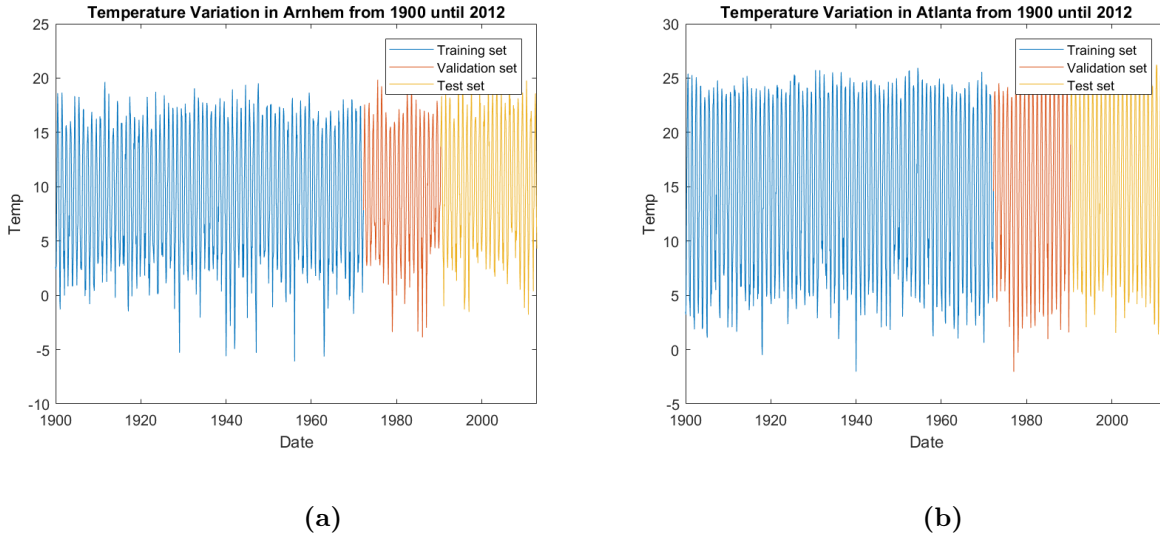 Temperature Variation in Arnhem from 1900 until 2012
25
20
15
10
5
0
-5
-10
Temp
1900 1920 1940 1960 1980 2000
Date
Training set
Validation set
Test set
(a)
Temperature Variation in Atlanta from 1900 until 2012
30
25
20
15
10
5
0
-5
Temp
1900 1920 1940 1960 1980 2000
Date
Training set
Validation set
Test set
(b)